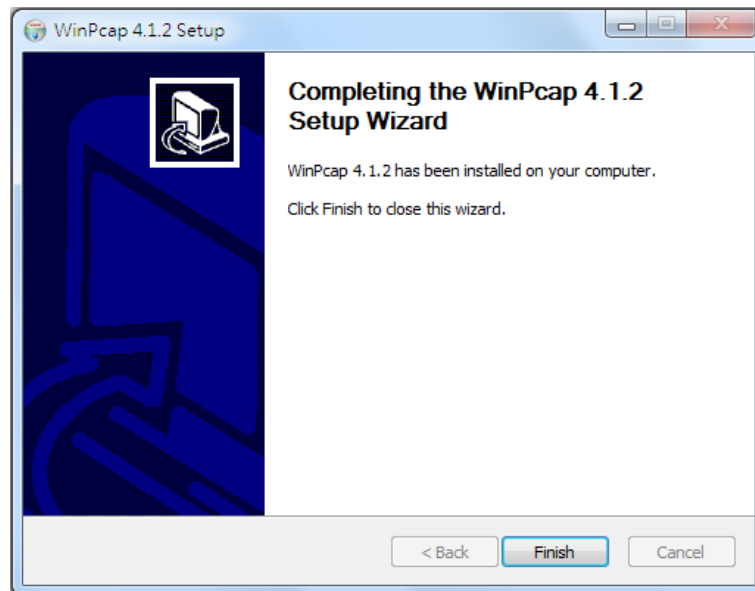 WinPcap 4.1.2 Setup
Completing the WinPcap 4.1.2
Setup Wizard
WinPcap 4.1.2 has been installed on your computer.
Click Finish to close this wizard.
< Back
Finish
Cancel